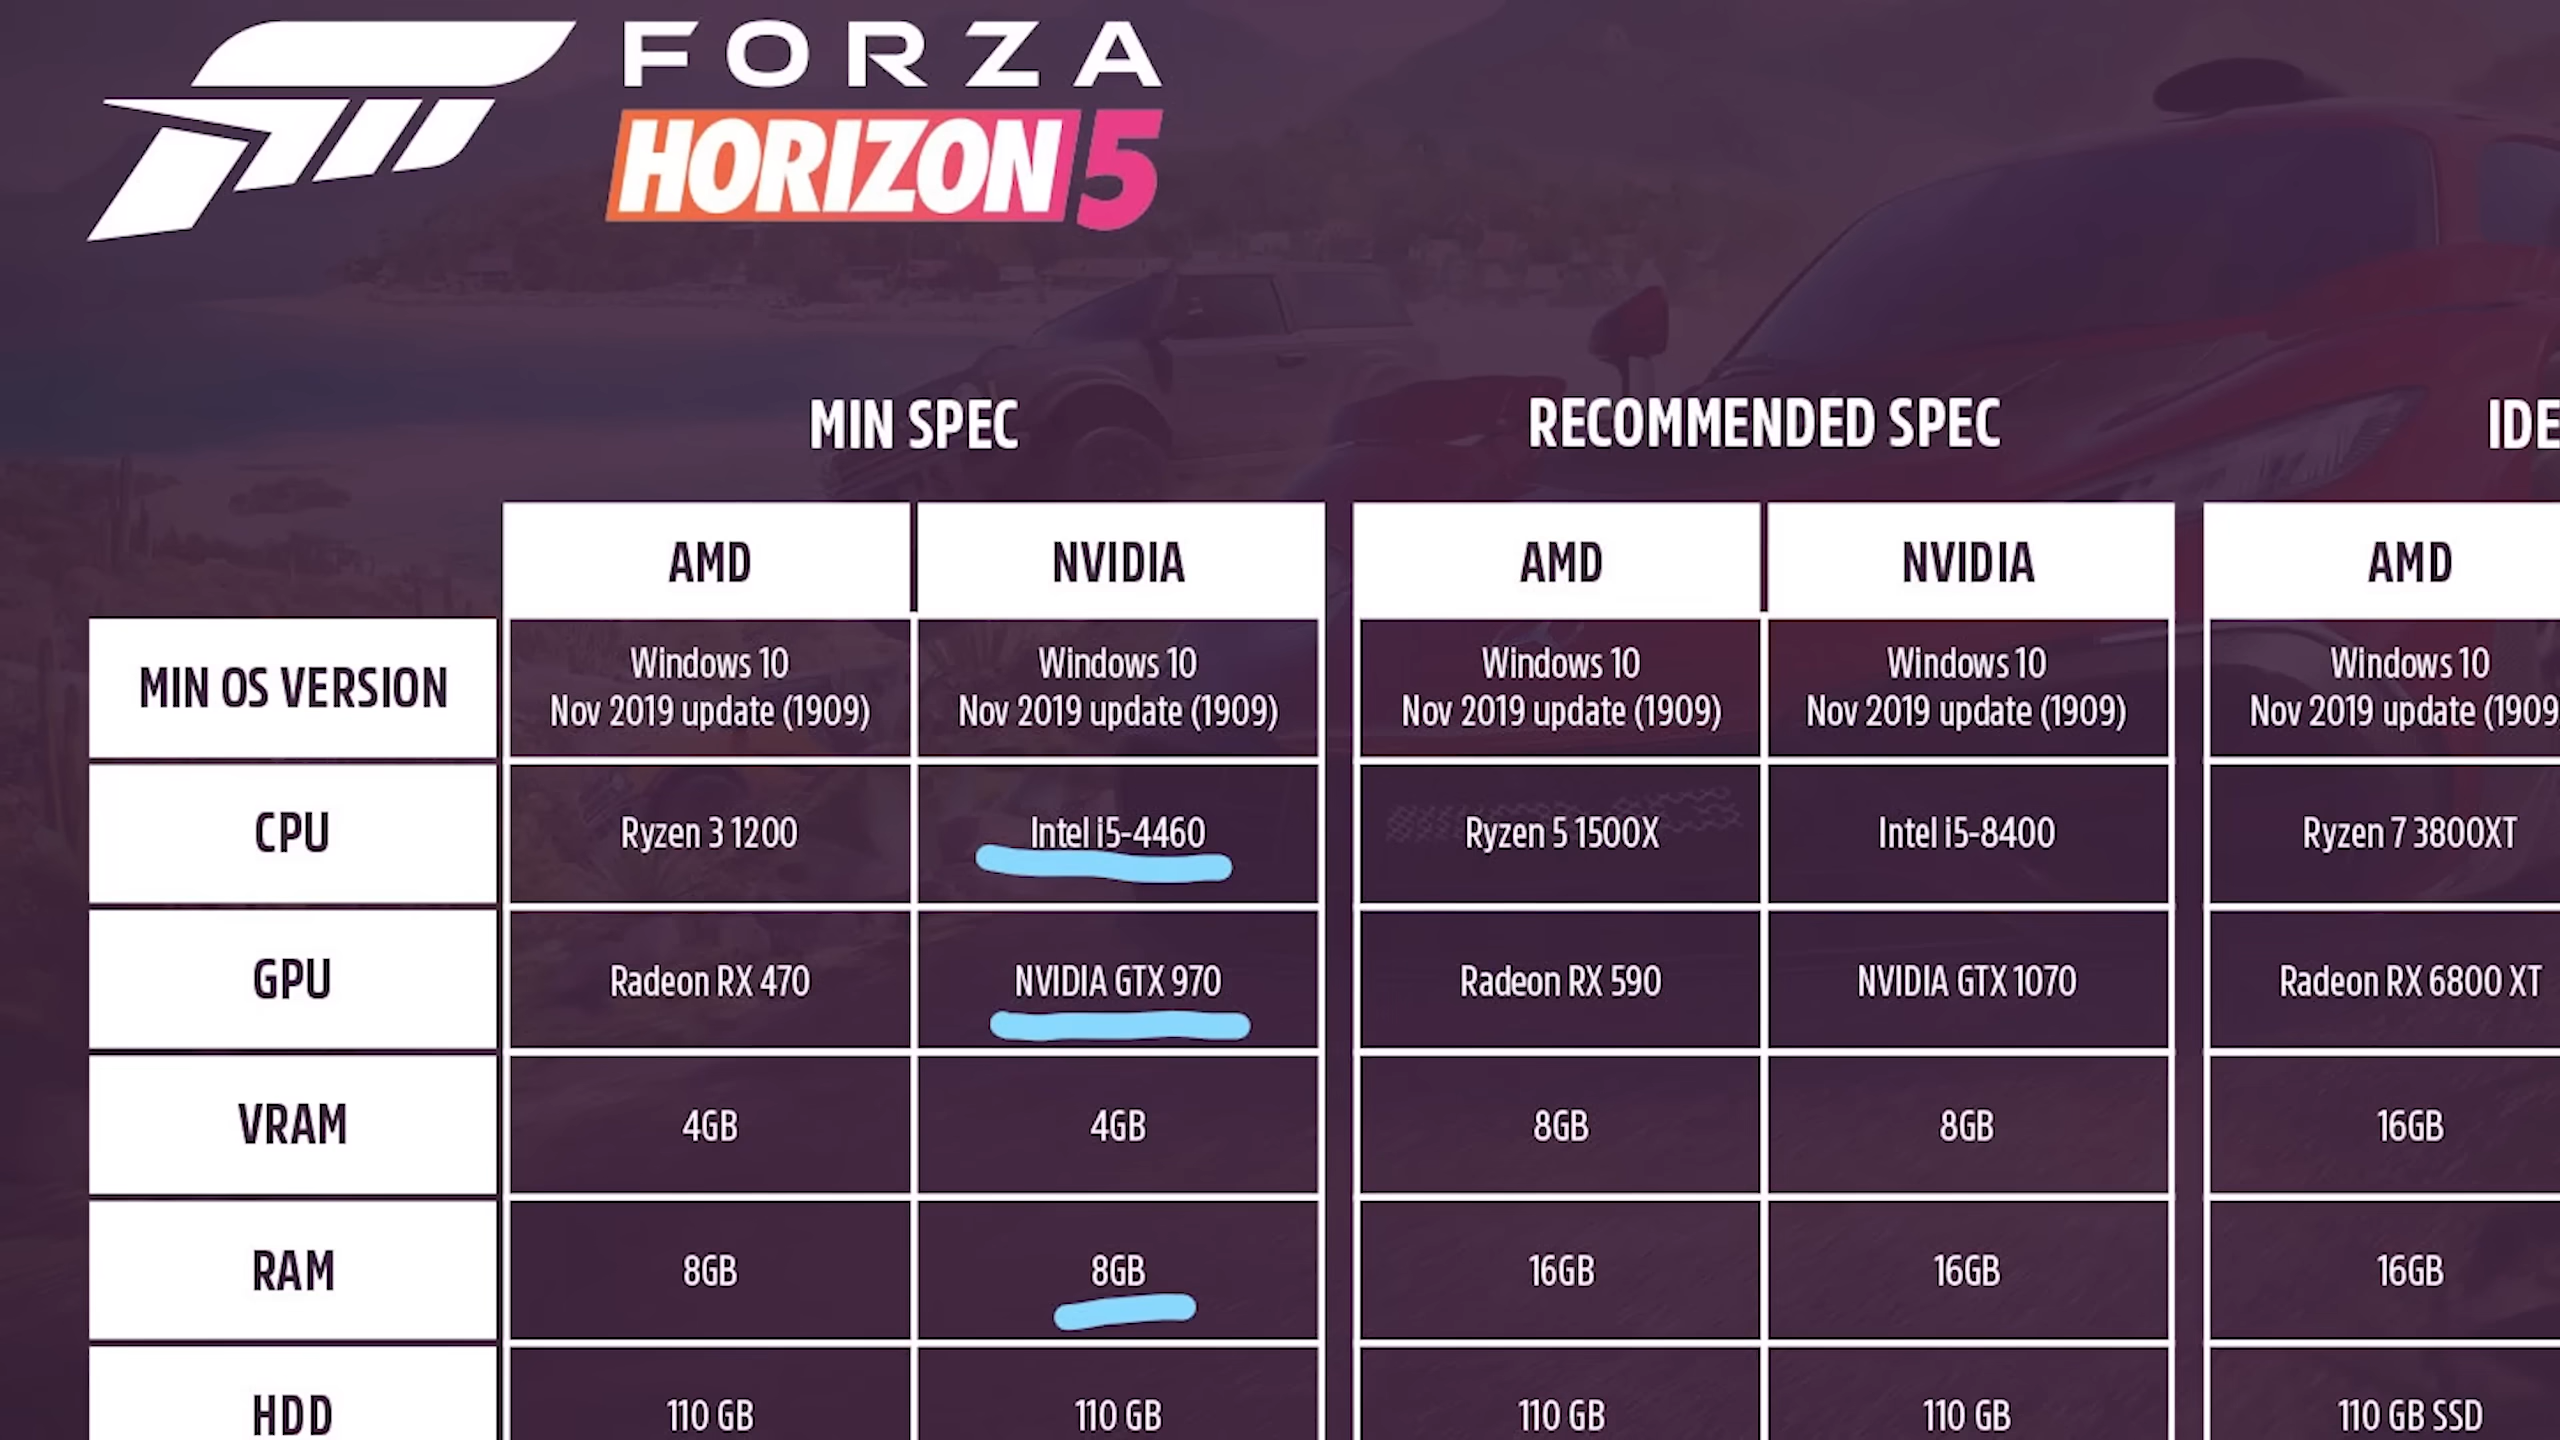 FORZA
HORIZON 5
MIN SPEC
RECOMMENDED SPEC
AMD
NVIDIA
AMD
NVIDIA
AMD
MIN OS VERSION
Windows 10
Nov 2019 update (1909)
Windows 10
Nov 2019 update (1909)
Windows 10
Nov 2019 update (1909)
Windows 10
Nov 2019 update (1909)
Windows 10
Nov 2019 update (1909
CPU
Ryzen 3 1200
Intel i5-4460
Ryzen 5 1500X
Intel i5-8400
Ryzen 7 3800XT
GPU
Radeon RX 470
NVIDIA GTX 970
Radeon RX 590
NVIDIA GTX 1070
Radeon RX 6800 XT
VRAM
4GB
4GB
8GB
8GB
16GB
RAM
8GB
8GB
16GB
16GB
16GB
HDD
110 GB
110 GB
110 GB
110 GB
110 GB SSD